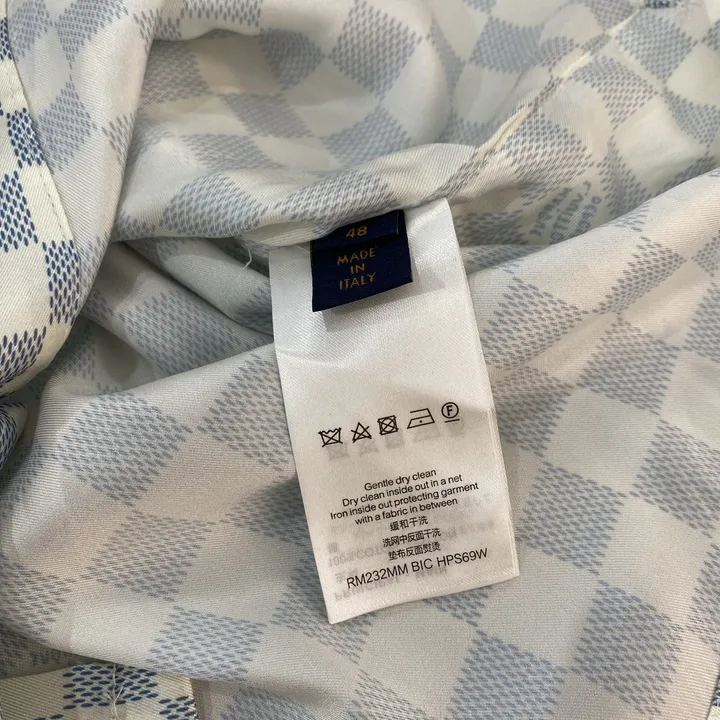 48
MADE
IN
ITALY
F
Gentle dry clean
Dry clean inside out in a net
Iron inside out protecting garment
with a fabric in between
缓和干洗
洗网中反面干洗
垫布反面熨烫
RM232MM BIC HPS69W